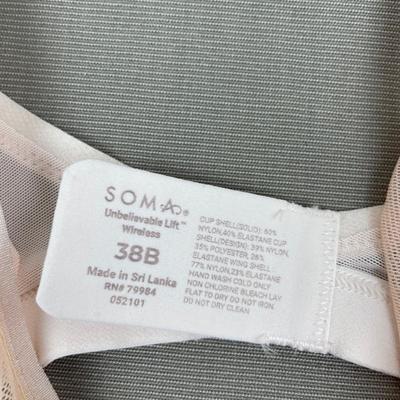 SOMA
Unbelievable Lift™
Wireless
38B
Made in Sri Lanka
RN# 79984
052101
CUP SHELL(SOLID): 60%
NYLON,40% ELASTANE CUP
SHELL(DESIGN): 39% NYLON,
35% POLYESTER, 26%
ELASTANE WING SHELL:
77% NYLON,23% ELASTANE
HAND WASH COLD ONLY
NON CHLORINE BLEACH LAY
FLAT TO DRY DO NOT IRON.
DO NOT DRY CLEAN